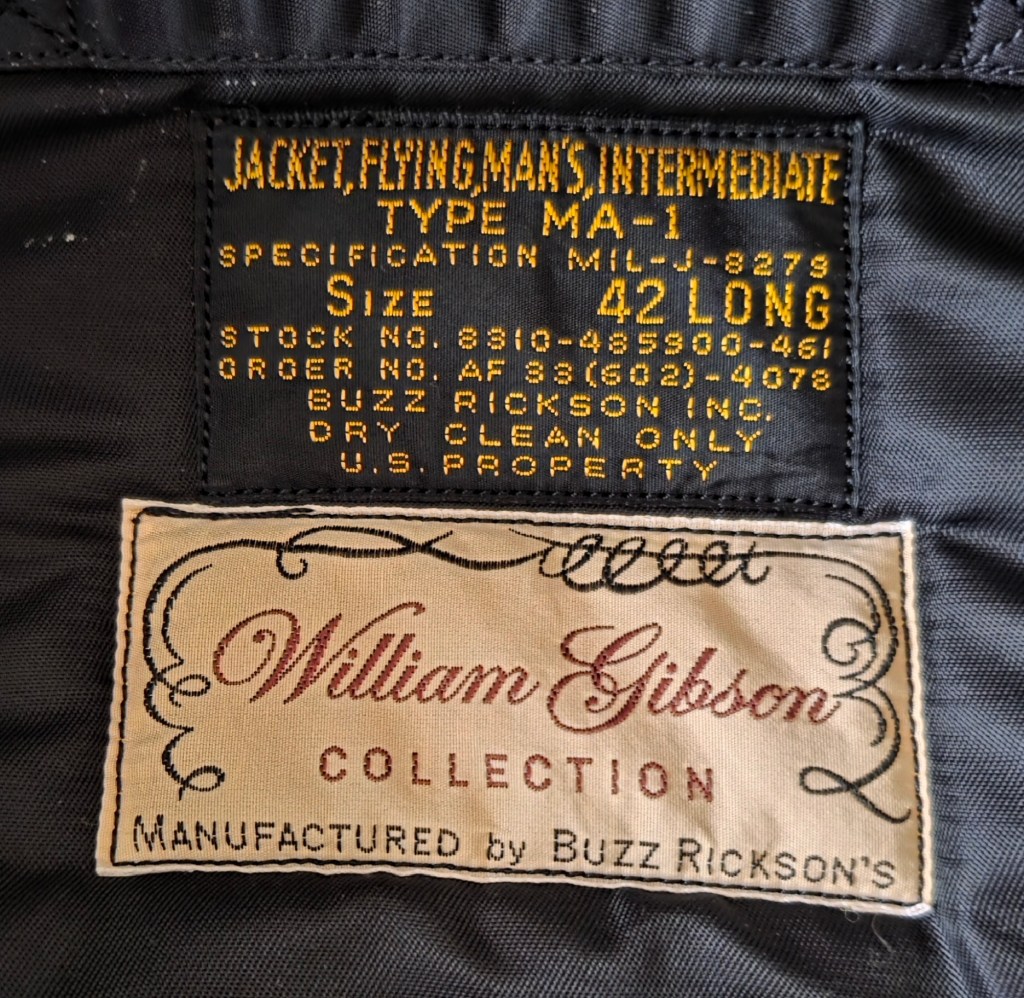 JACKET, FLYING, MAN'S, INTERMEDIATE
TYPE MA-1
SPECIFICATION MIL-J-8279
SIZE 42 LONG
STOCK NO. 8310-485900-461
ORDER NO. AF 33(602)-4078
BUZZ RICKSON INC.
DRY CLEAN ONLY
U.S. PROPERTY
William Gibson
COLLECTION
MANUFACTURED by BUZZ RICKSON'S